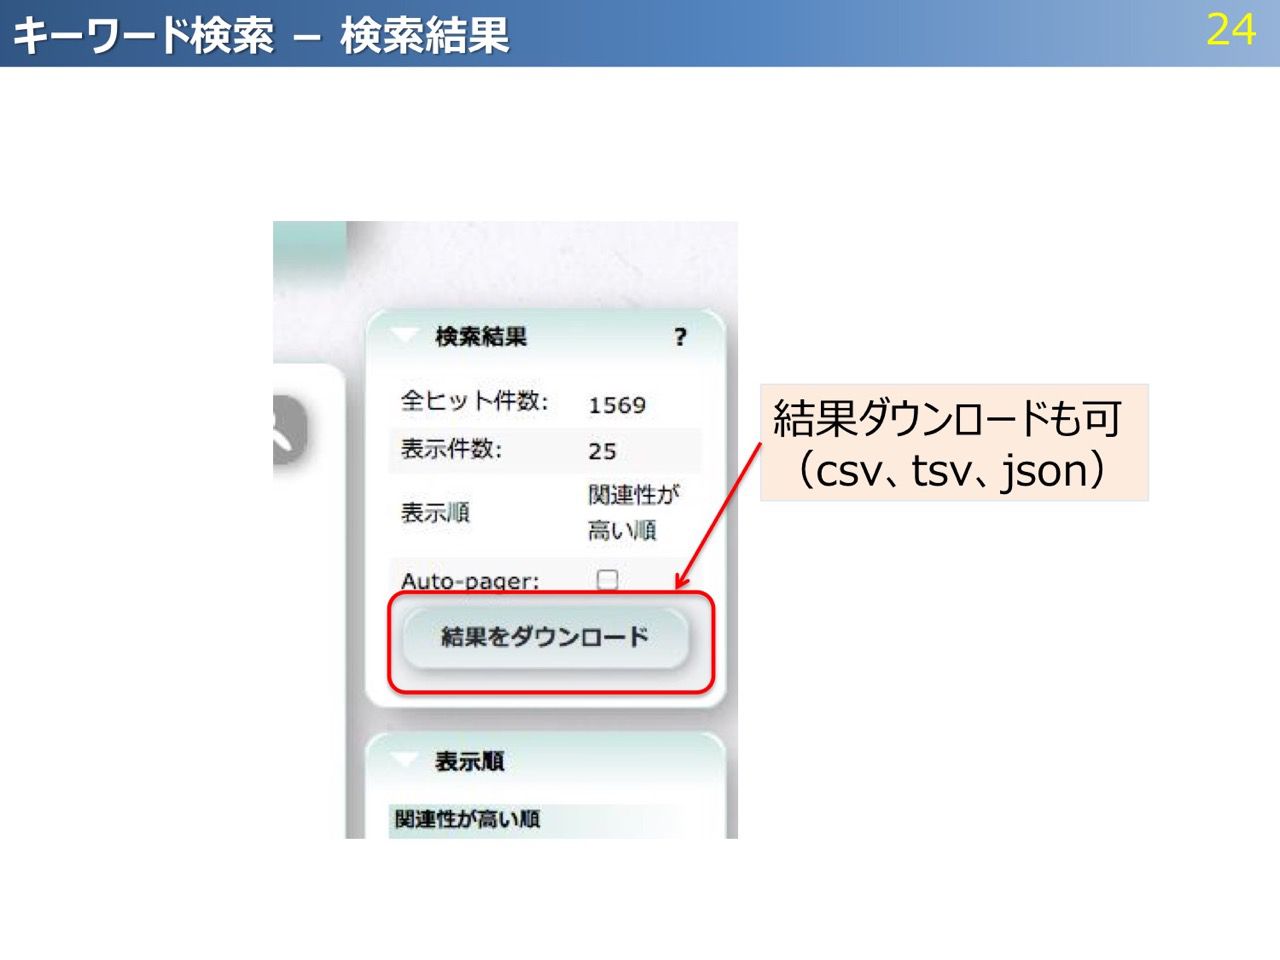 キーワード検索 – 検索結果
24
検索結果
?
全ヒット件数: 1569
表示件数: 25
表示順 関連性が
高い順
Auto-pager:
結果をダウンロード
表示順
関連性が高い順
結果ダウンロードも可
（csv、tsv、json）